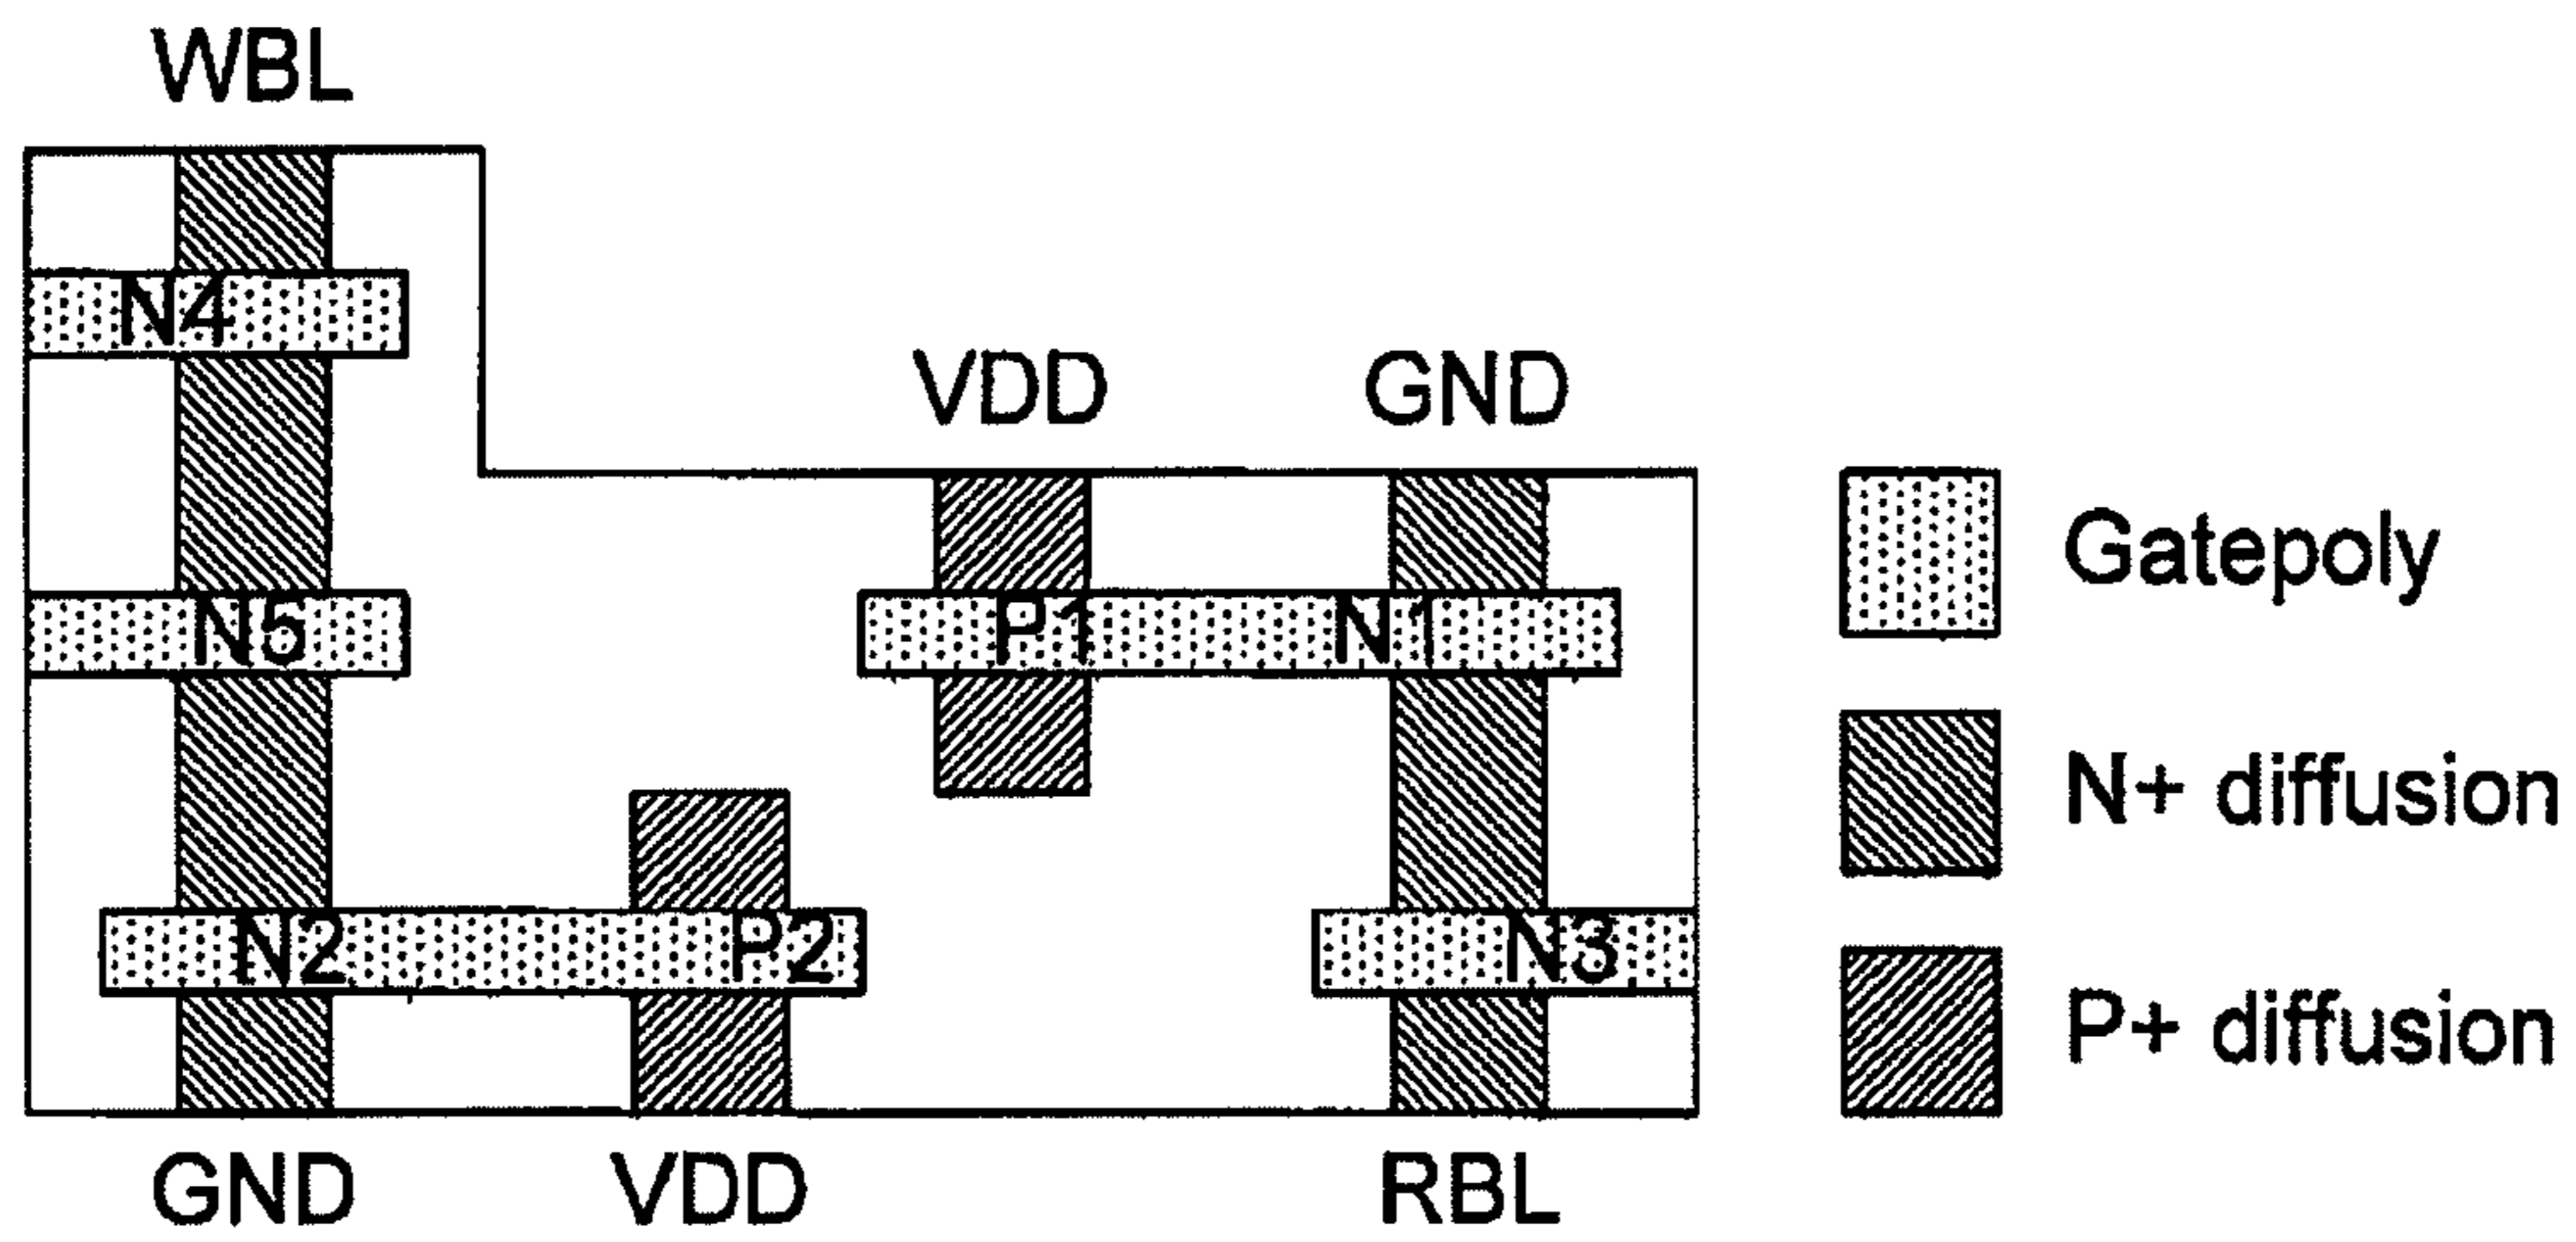 WBL
N4
VDD GND
N5 P1 N1
N2 P2 N3
GND VDD RBL
Gatepoly
N+ diffusion
P+ diffusion